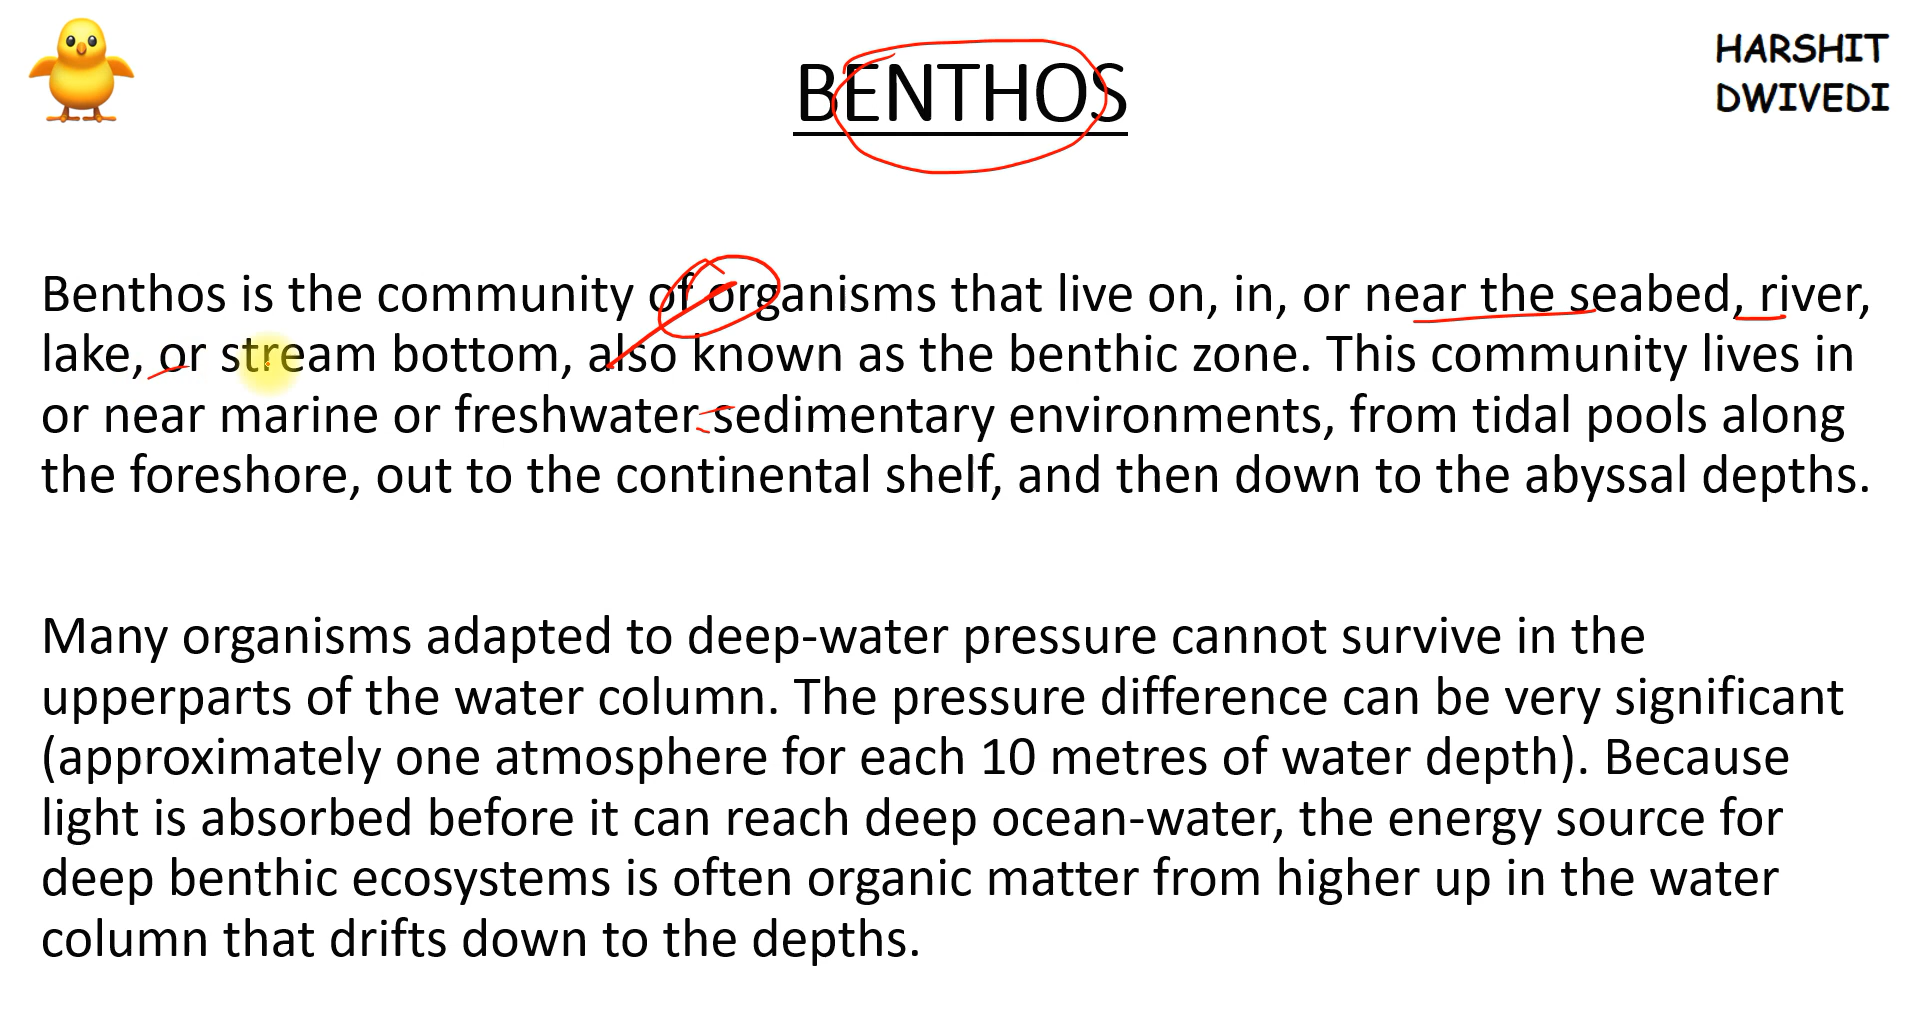 BENTHOS
HARSHIT
DWIVEDI
Benthos is the community of organisms that live on, in, or near the seabed, river,
lake, or stream bottom, also known as the benthic zone. This community lives in
or near marine or freshwater sedimentary environments, from tidal pools along
the foreshore, out to the continental shelf, and then down to the abyssal depths.
Many organisms adapted to deep-water pressure cannot survive in the
upperparts of the water column. The pressure difference can be very significant
(approximately one atmosphere for each 10 metres of water depth). Because
light is absorbed before it can reach deep ocean-water, the energy source for
deep benthic ecosystems is often organic matter from higher up in the water
column that drifts down to the depths.